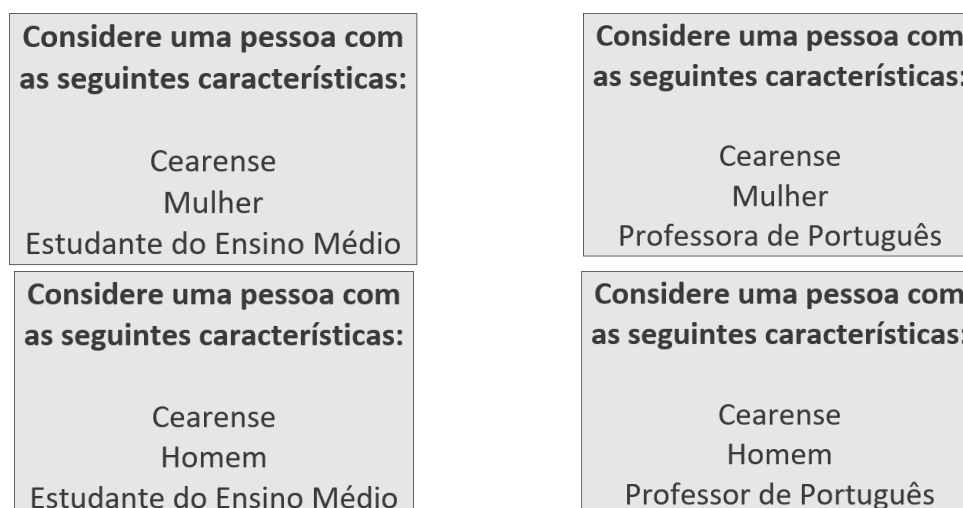 Considere uma pessoa com
as seguintes características:
Cearense
Mulher
Estudante do Ensino Médio
Considere uma pessoa com
as seguintes características:
Cearense
Mulher
Professora de Português
Considere uma pessoa com
as seguintes características:
Cearense
Homem
Estudante do Ensino Médio
Considere uma pessoa com
as seguintes características:
Cearense
Homem
Professor de Português